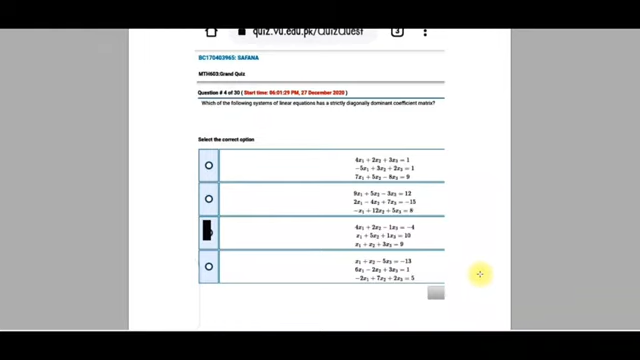 quiz.vu.edu.pk/QuizQuest
3
BC170403965: SAFANA
MTH603:Grand Quiz
Question # 4 of 30 ( Start time: 06:01:29 PM, 27 December 2020 )
Which of the following systems of linear equations has a strictly diagonally dominant coefficient matrix?
Select the correct option
4x₁ + 2x₂ + 3x₃ = 1
−5x₁ + 3x₂ + 2x₃ = 1
7x₁ + 5x₂ − 8x₃ = 9
9x₁ + 5x₂ − 3x₃ = 12
2x₁ − 4x₂ + 7x₃ = −15
−x₁ + 12x₂ + 5x₃ = 8
4x₁ + 2x₂ − 1x₃ = −4
x₁ + 5x₂ + 1x₃ = 10
x₁ + x₂ + 3x₃ = 9
x₁ + x₂ − 5x₃ = −13
6x₁ − 2x₂ + 3x₃ = 1
−2x₁ + 7x₂ + 2x₃ = 5